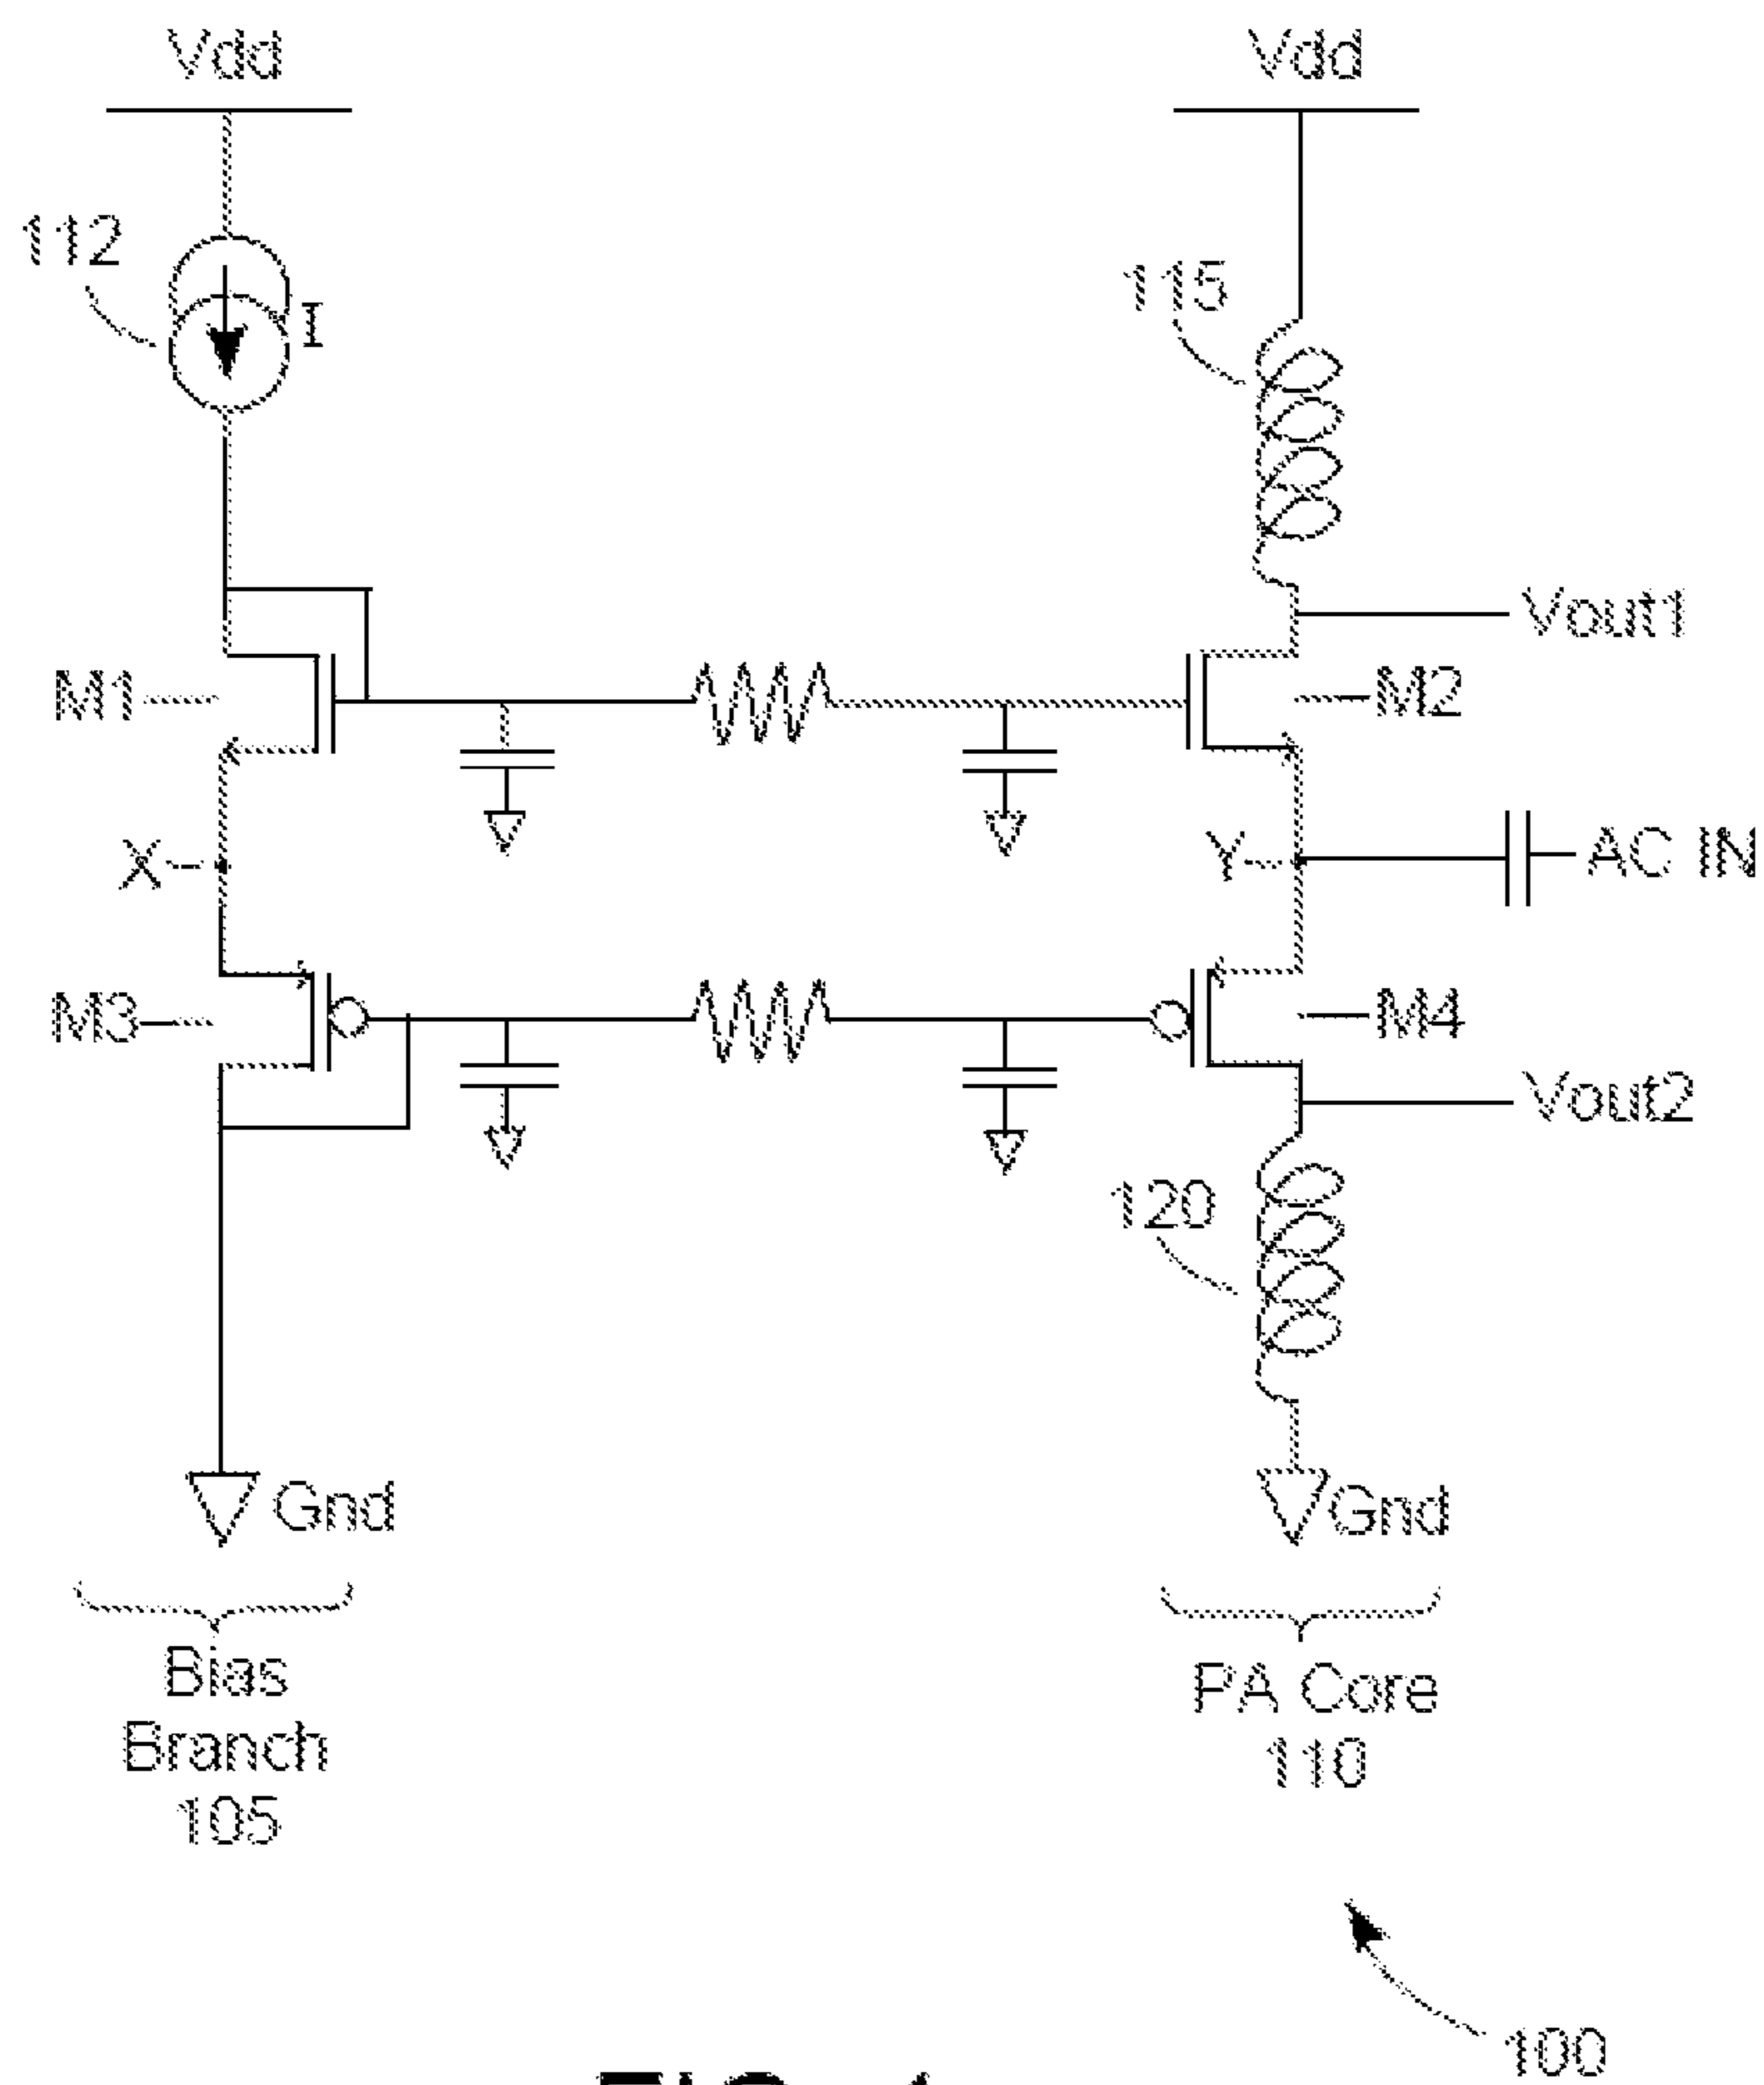 Vdd
Vdd
112
I
115
Vout1
M1
M2
X
Y
AC IN
M3
M4
Vout2
120
Gnd
Gnd
Bias
Branch
105
PA Core
110
100